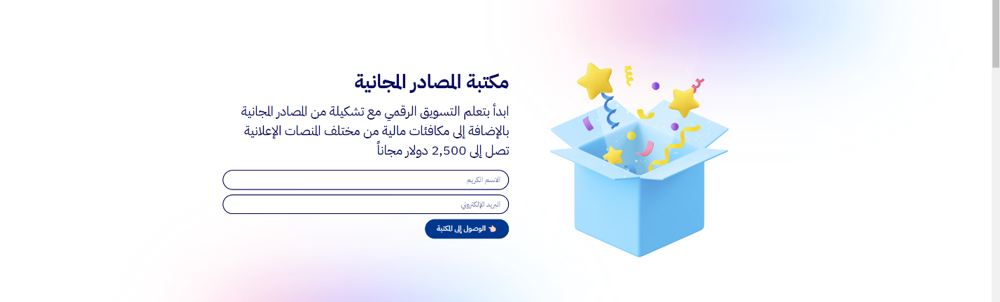 مكتبة المصادر المجانية
ابدأ بتعلم التسويق الرقمي مع تشكيلة من المصادر المجانية
بالإضافة إلى مكافئات مالية من مختلف المنصات الإعلانية
تصل إلى 2,500 دولار مجاناً
الاسم الكريم
البريد الإلكتروني
👈🏻 الوصول إلى المكتبة